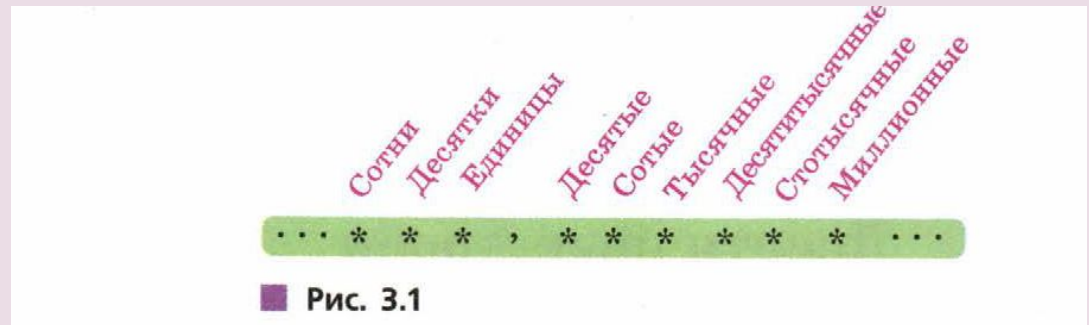 Сотни
Десятки
Единицы
Десятые
Сотые
Тысячные
Десятитысячные
Стотысячные
Миллионные
· · · * * * , * * * * * * · · ·
Рис. 3.1